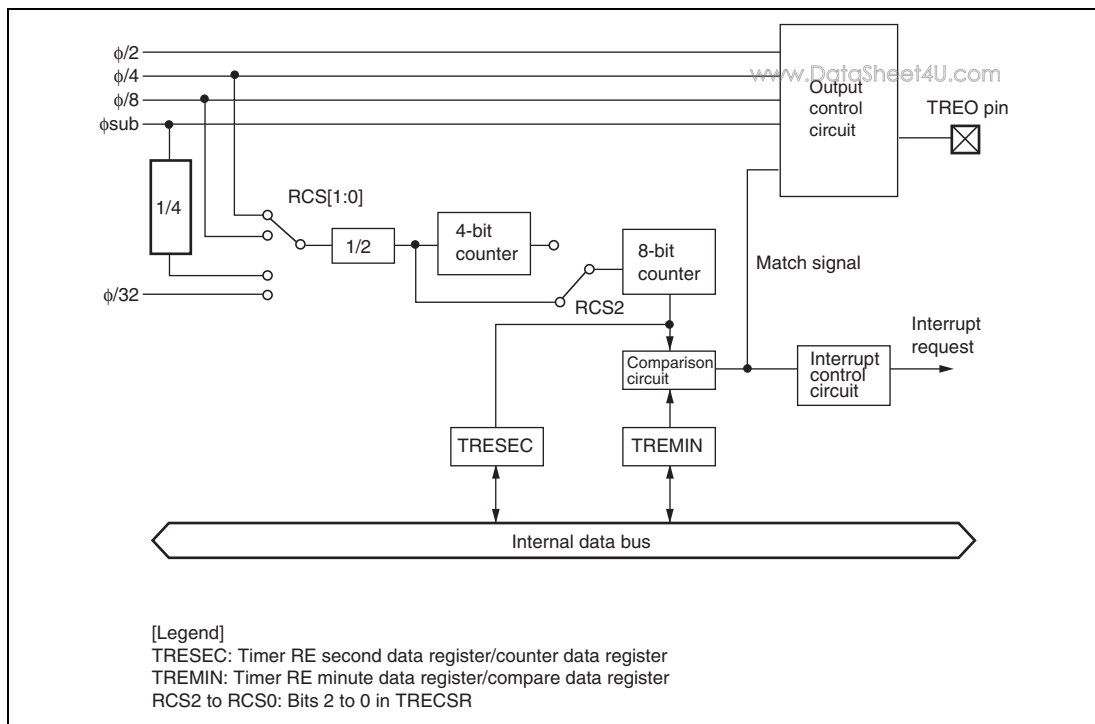 ϕ/2
ϕ/4
ϕ/8
ϕsub
www.DataSheet4U.com
Output
control
circuit
TREO pin
1/4
RCS[1:0]
1/2
4-bit
counter
8-bit
counter
Match signal
ϕ/32
RCS2
Comparison
circuit
Interrupt
control
circuit
Interrupt
request
TRESEC
TREMIN
Internal data bus
[Legend]
TRESEC: Timer RE second data register/counter data register
TREMIN: Timer RE minute data register/compare data register
RCS2 to RCS0: Bits 2 to 0 in TRECSR